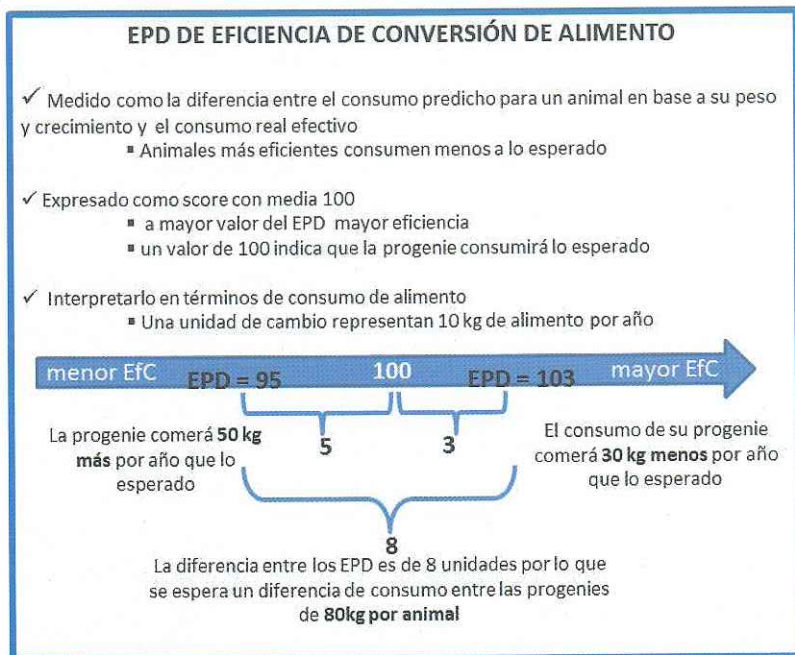 EPD DE EFICIENCIA DE CONVERSIÓN DE ALIMENTO
✓ Medido como la diferencia entre el consumo predicho para un animal en base a su peso
y crecimiento y el consumo real efectivo
▪ Animales más eficientes consumen menos a lo esperado
✓ Expresado como score con media 100
▪ a mayor valor del EPD mayor eficiencia
▪ un valor de 100 indica que la progenie consumirá lo esperado
✓ Interpretarlo en términos de consumo de alimento
▪ Una unidad de cambio representan 10 kg de alimento por año
menor EfC EPD = 95 100 EPD = 103 mayor EfC
5 3
La progenie comerá 50 kg
más por año que lo
esperado
El consumo de su progenie
comerá 30 kg menos por año
que lo esperado
8
La diferencia entre los EPD es de 8 unidades por lo que
se espera un diferencia de consumo entre las progenies
de 80kg por animal